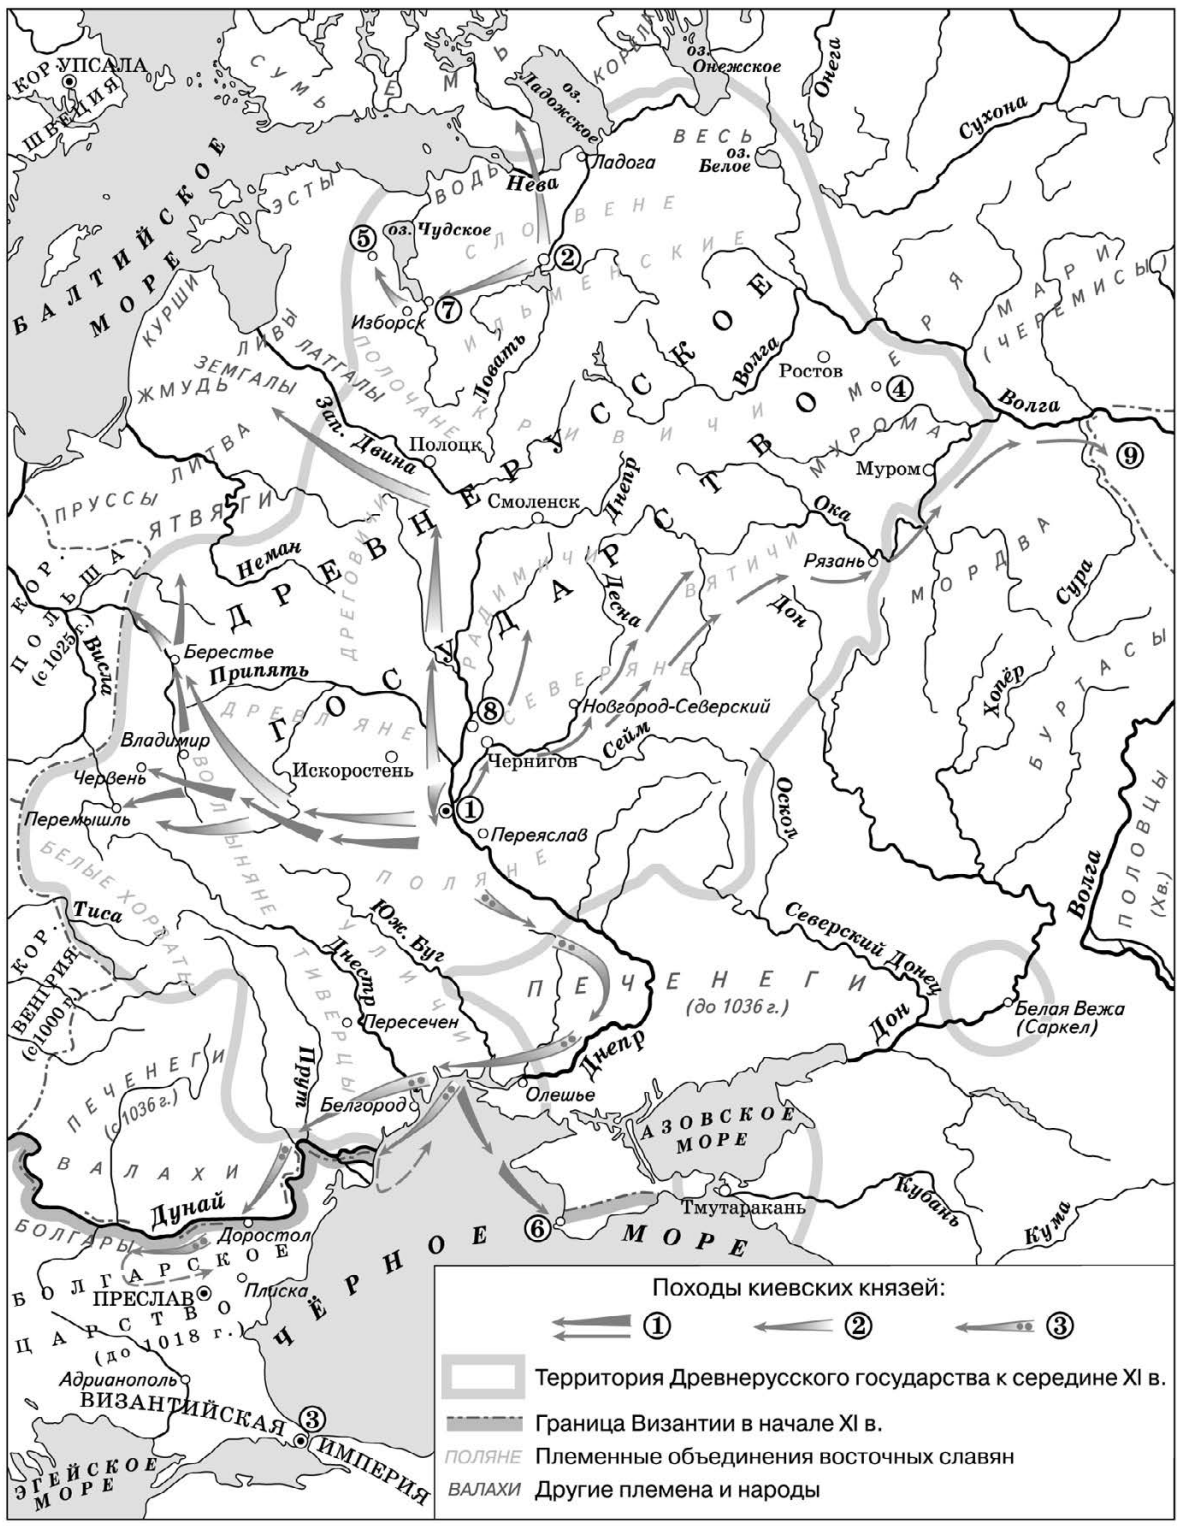 КОР.
УПСАЛА
ШВЕДИЯ
СУМЬ
ЕМЬ
КОРЕЛА
оз. Ладожское
оз. Онежское
Онега
Сухона
ВЕСЬ
оз. Белое
Ладога
Нева
ВОДЬ
ЭСТЫ
БАЛТИЙСКОЕ
МОРЕ
оз. Чудское
СЛОВЕНЕ
ИЛЬМЕНСКИЕ
5
2
7
Изборск
Ловать
КУРШИ
ЛИВЫ
ЛАТГАЛЫ
ЗЕМГАЛЫ
ЖМУДЬ
ЛИТВА
ПОЛОЧАНЕ
КРИВИЧИ
Зап. Двина
Полоцк
Волга
Ростов
4
МЕРЯ
МАРИ
(ЧЕРЕМИСЫ)
Волга
МУРОМА
Муром
9
ПРУССЫ
ЯТВЯГИ
Неман
ДРЕВНЕРУССКОЕ
ГОСУДАРСТВО
Смоленск
Днепр
Ока
Рязань
МОРДВА
Сура
КОР.
ПОЛЬША
(с 1025 г.)
Висла
ДРЕГОВИЧИ
РАДИМИЧИ
Десна
ВЯТИЧИ
Дон
Хопёр
БУРТАСЫ
Берестье
Припять
ДРЕВЛЯНЕ
СЕВЕРЯНЕ
8
Новгород-Северский
Сейм
Чернигов
Владимир
Червень
Искоростень
Перемышль
ВОЛЫНЯНЕ
1
Переяслав
Оскол
ПОЛЯНЕ
БЕЛЫЕ ХОРВАТЫ
Волга
ПОЛОВЦЫ
(Хв.)
Тиса
КОР.
ВЕНГРИЯ
(с 1000 г.)
Днестр
Юж. Буг
УЛИЧИ
ТИВЕРЦЫ
Северский Донец
ПЕЧЕНЕГИ
(до 1036 г.)
Дон
Белая Вежа
(Саркел)
Пересечен
Днепр
Прут
ПЕЧЕНЕГИ
(с 1036 г.)
Белгород
Олешье
АЗОВСКОЕ
МОРЕ
ВАЛАХИ
Дунай
Тмутаракань
Кубань
Кума
6
БОЛГАРЫ
Доростол
БОЛГАРСКОЕ
ЦАРСТВО
(до 1018 г.)
ПРЕСЛАВ
Плиска
ЧЁРНОЕ МОРЕ
Адрианополь
ВИЗАНТИЙСКАЯ
ИМПЕРИЯ
3
ЭГЕЙСКОЕ
МОРЕ
Походы киевских князей:
1
2
3
Территория Древнерусского государства к середине XI в.
Граница Византии в начале XI в.
ПОЛЯНЕ Племенные объединения восточных славян
ВАЛАХИ Другие племена и народы